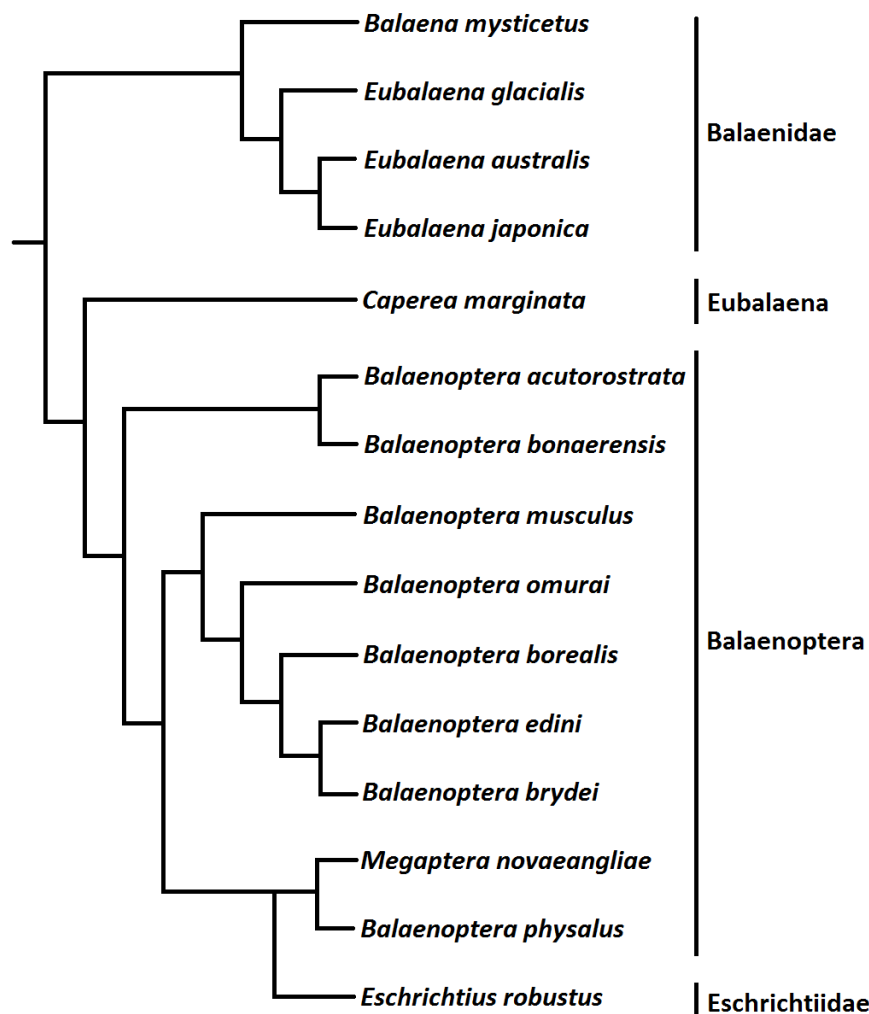 Balaena mysticetus
Eubalaena glacialis
Balaenidae
Eubalaena australis
Eubalaena japonica
Caperea marginata
Eubalaena
Balaenoptera acutorostrata
Balaenoptera bonaerensis
Balaenoptera musculus
Balaenoptera omurai
Balaenoptera
Balaenoptera borealis
Balaenoptera edini
Balaenoptera brydei
Megaptera novaeangliae
Balaenoptera physalus
Eschrichtius robustus
Eschrichtiidae